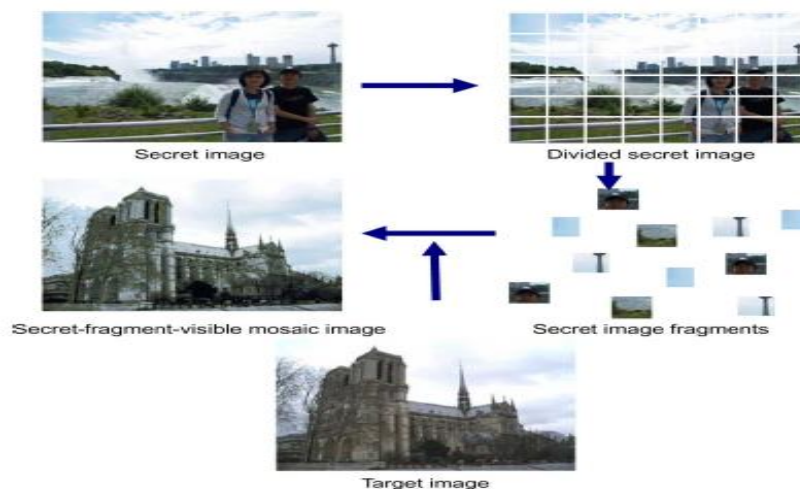 Secret image
Divided secret image
Secret-fragment-visible mosaic image
Secret image fragments
Target image